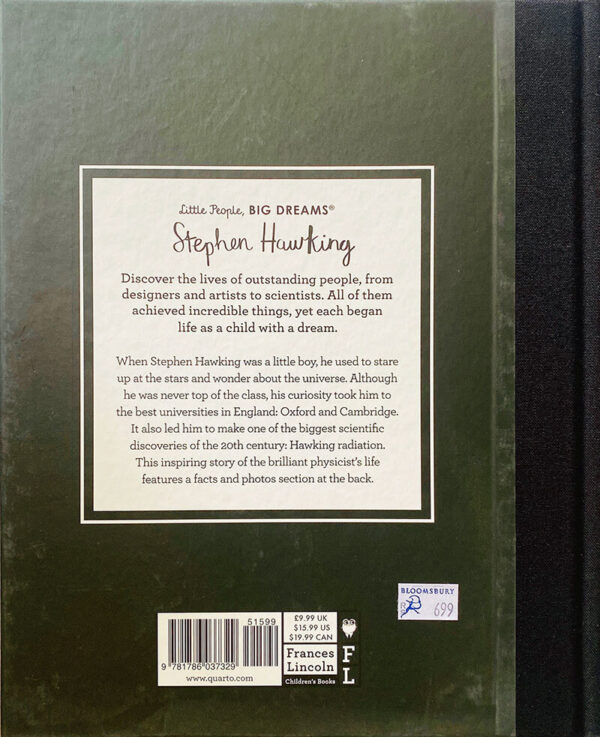 Little People, BIG DREAMS®
Stephen Hawking
Discover the lives of outstanding people, from
designers and artists to scientists. All of them
achieved incredible things, yet each began
life as a child with a dream.
When Stephen Hawking was a little boy, he used to stare
up at the stars and wonder about the universe. Although
he was never top of the class, his curiosity took him to
the best universities in England: Oxford and Cambridge.
It also led him to make one of the biggest scientific
discoveries of the 20th century: Hawking radiation.
This inspiring story of the brilliant physicist's life
features a facts and photos section at the back.
BLOOMSBURY
699
51599
9 781786 037329
www.quarto.com
£9.99 UK
$15.99 US
$19.99 CAN
Frances
Lincoln
Children's Books
F
L